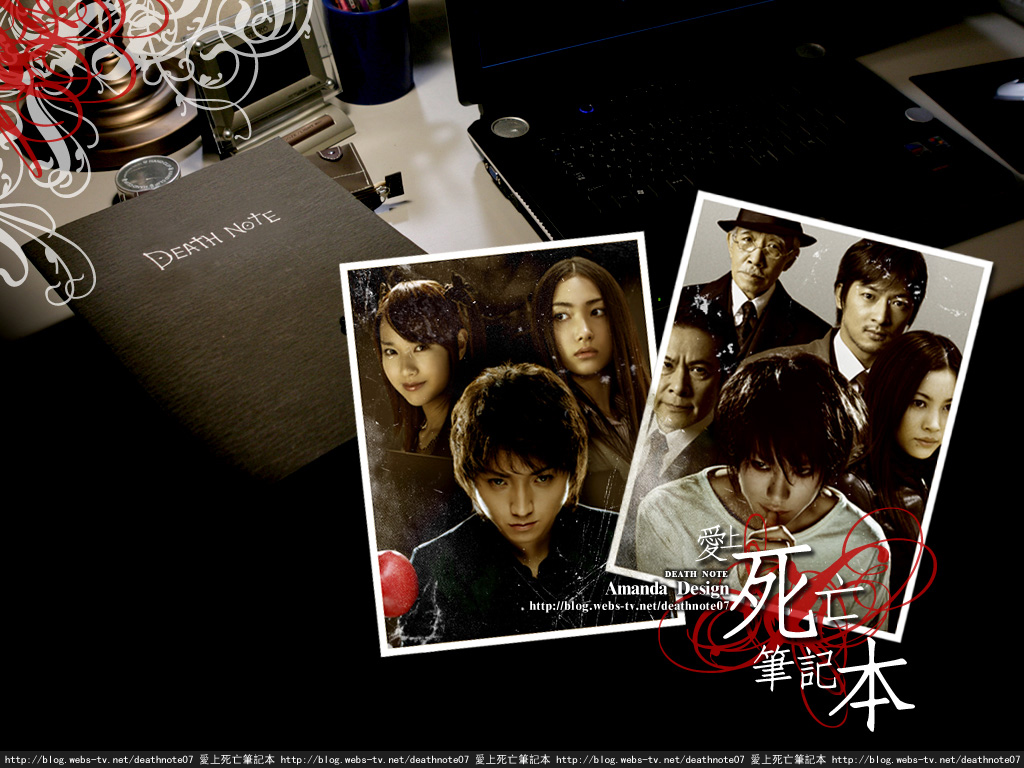 DEATH NOTE
愛上
死亡
筆記本
DEATH NOTE
Amanda Design
. http://blog.webs-tv.net/deathnote07
http://blog.webs-tv.net/deathnote07 愛上死亡筆記本 http://blog.webs-tv.net/deathnote07 愛上死亡筆記本 http://blog.webs-tv.net/deathnote07 愛上死亡筆記本 http://blog.webs-tv.net/deathnote07